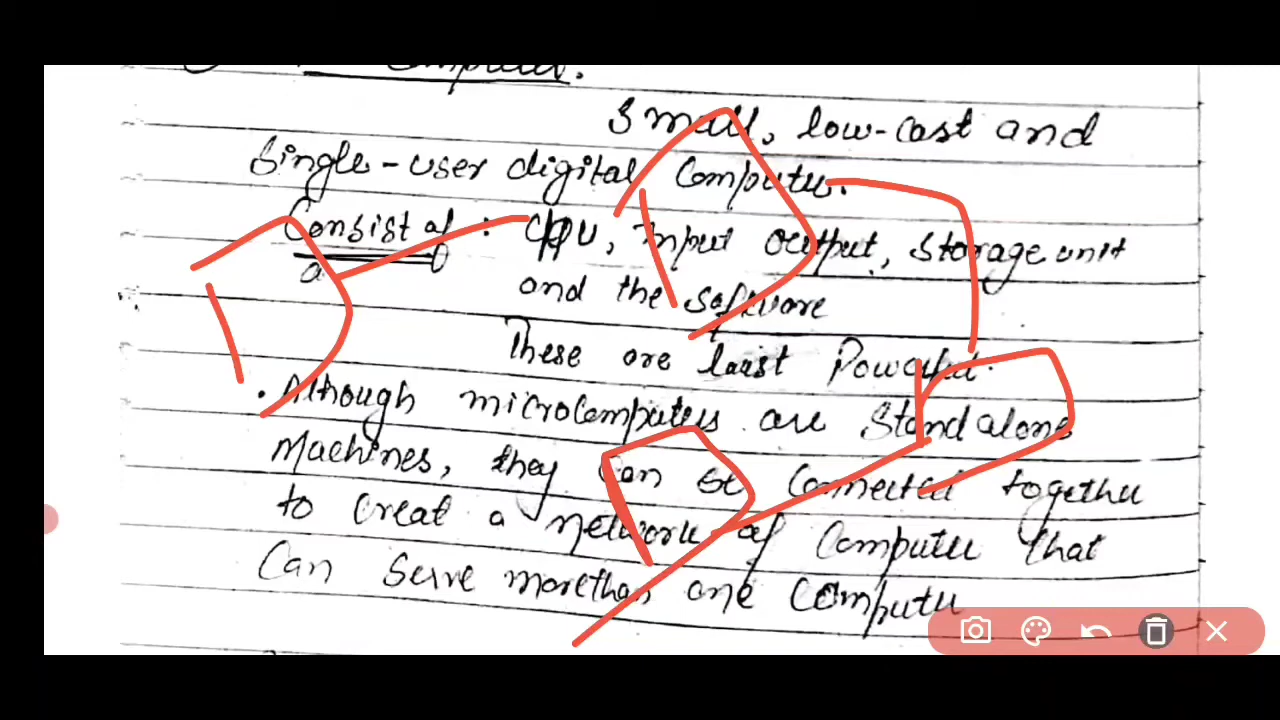 Computer.
Small, low-cost and
Single-user digital Computer.
Consist of : CPU, Input output, Storage unit
and the software
These are least Powerful.
. Although microcomputers are Standalone
Machines, they can be Connected together
to Creat a network of Computer that
Can Serve more than one Computer